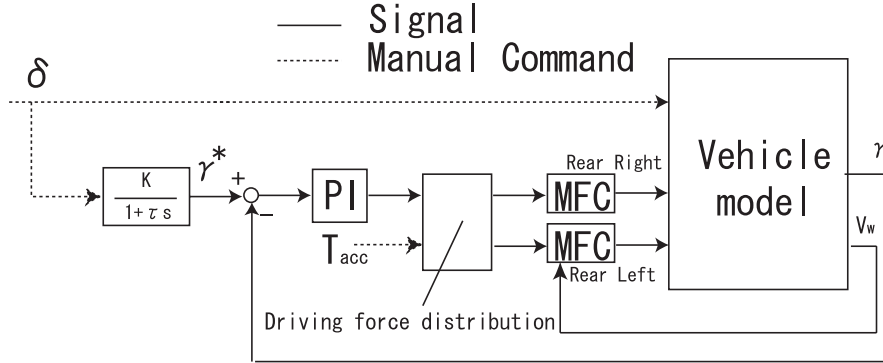 Signal
Manual Command
δ
K
1+τs
γ*
+
−
PI
Tacc
Rear Right
MFC
MFC
Rear Left
Vehicle
model
γ
Vw
Driving force distribution